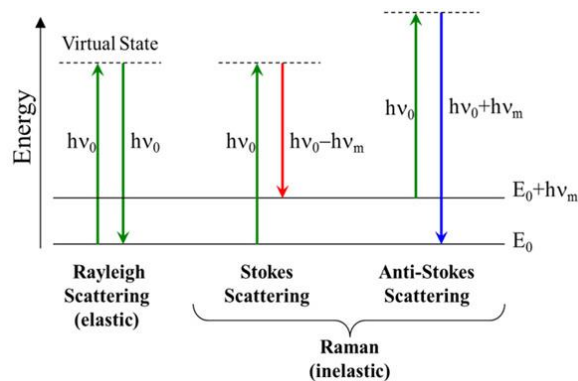 Energy
Virtual State
hν₀
hν₀
hν₀
hν₀–hνₘ
hν₀
hν₀+hνₘ
E₀+hνₘ
E₀
Rayleigh
Scattering
(elastic)
Stokes
Scattering
Anti-Stokes
Scattering
Raman
(inelastic)